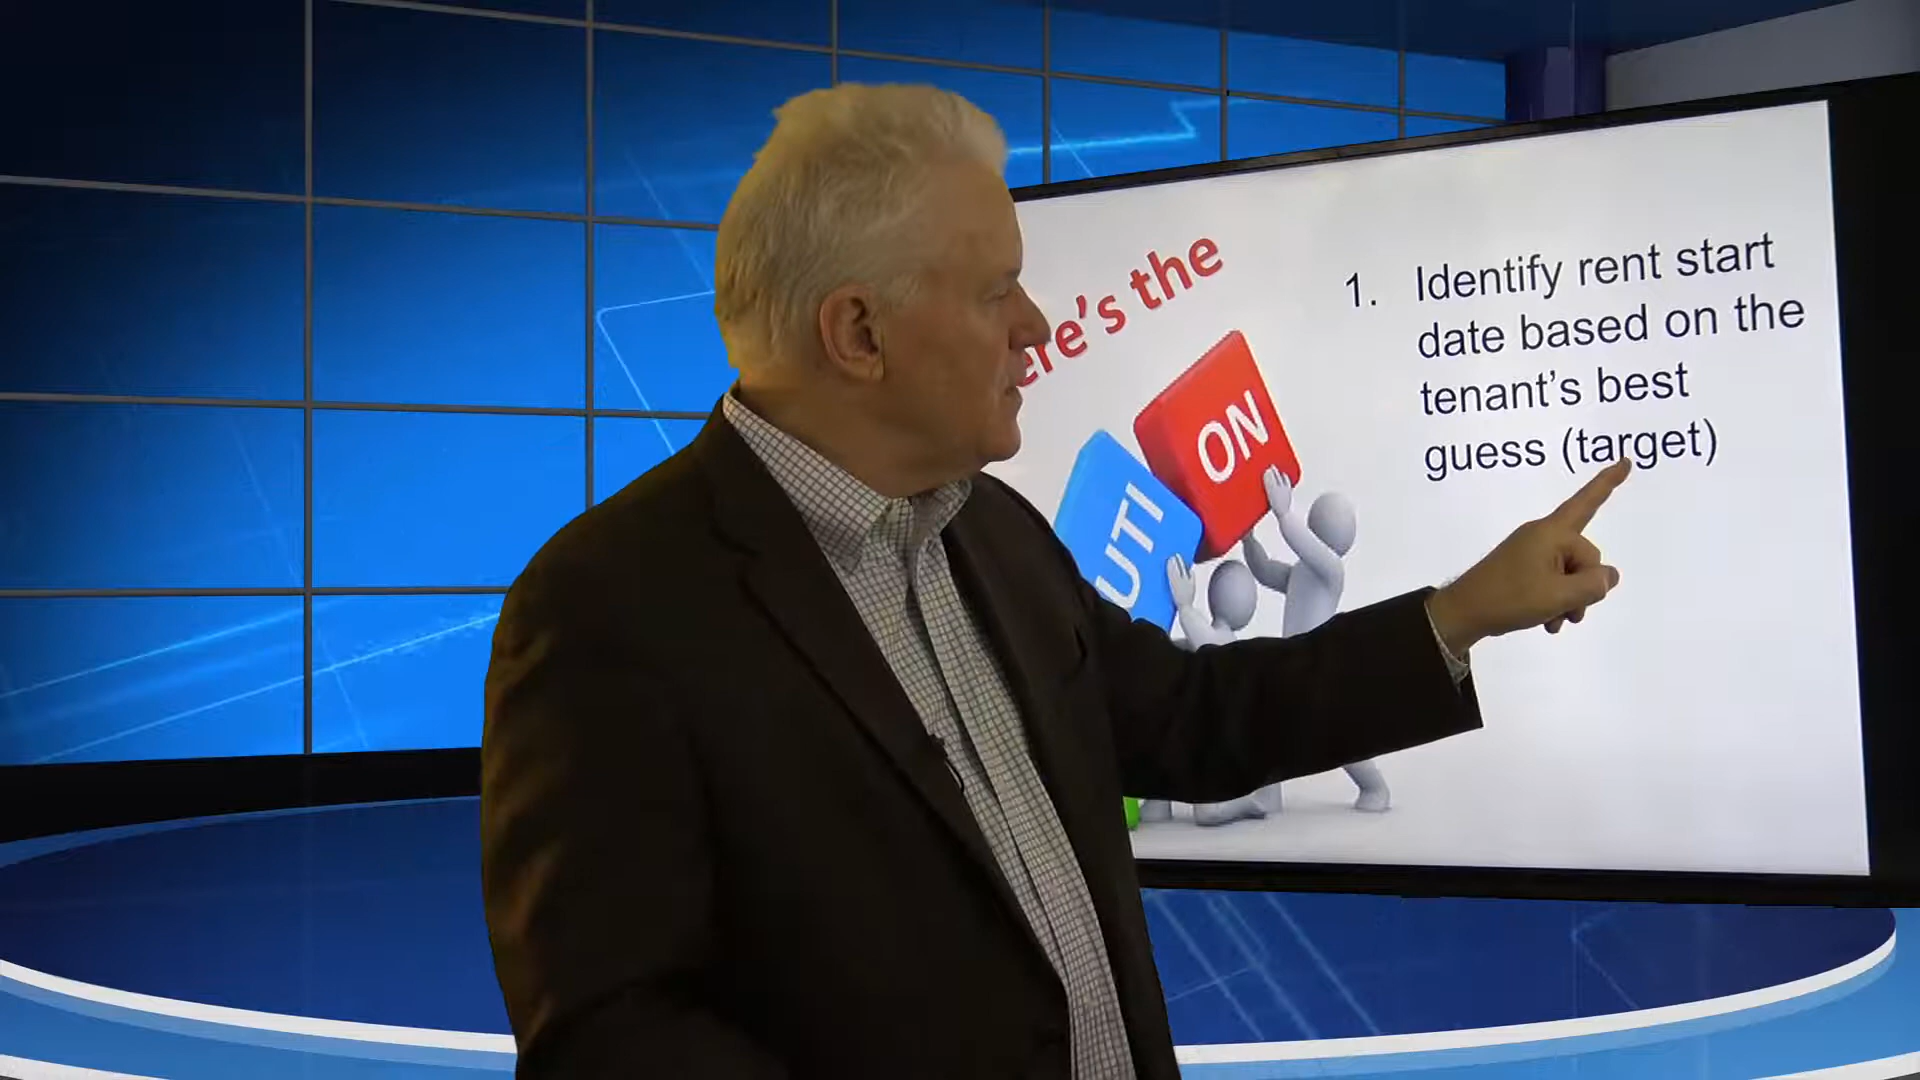 ere's the
UTI
ON
1. Identify rent start
date based on the
tenant's best
guess (target)